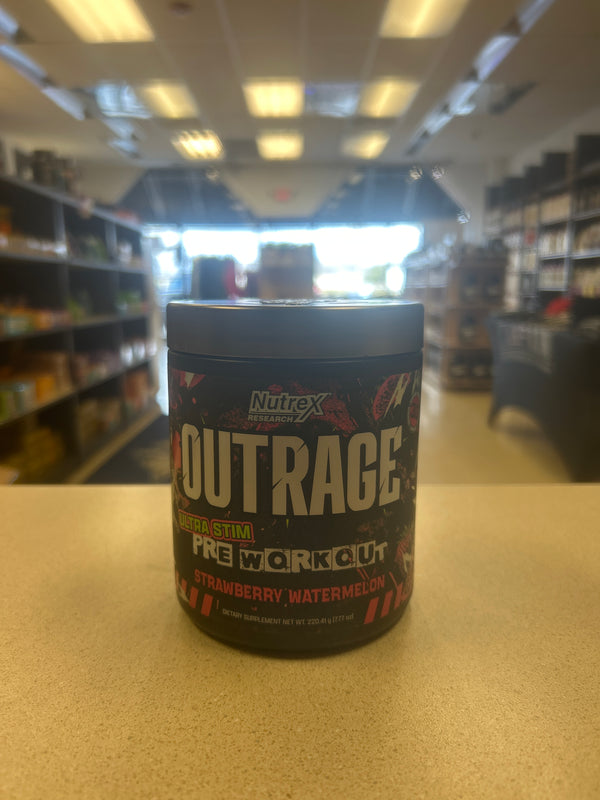 Nutrex
RESEARCH
OUTRAGE
ULTRA STIM
PRE WORKOUT
STRAWBERRY WATERMELON
DIETARY SUPPLEMENT NET WT. 220.41 g (7.77 oz)